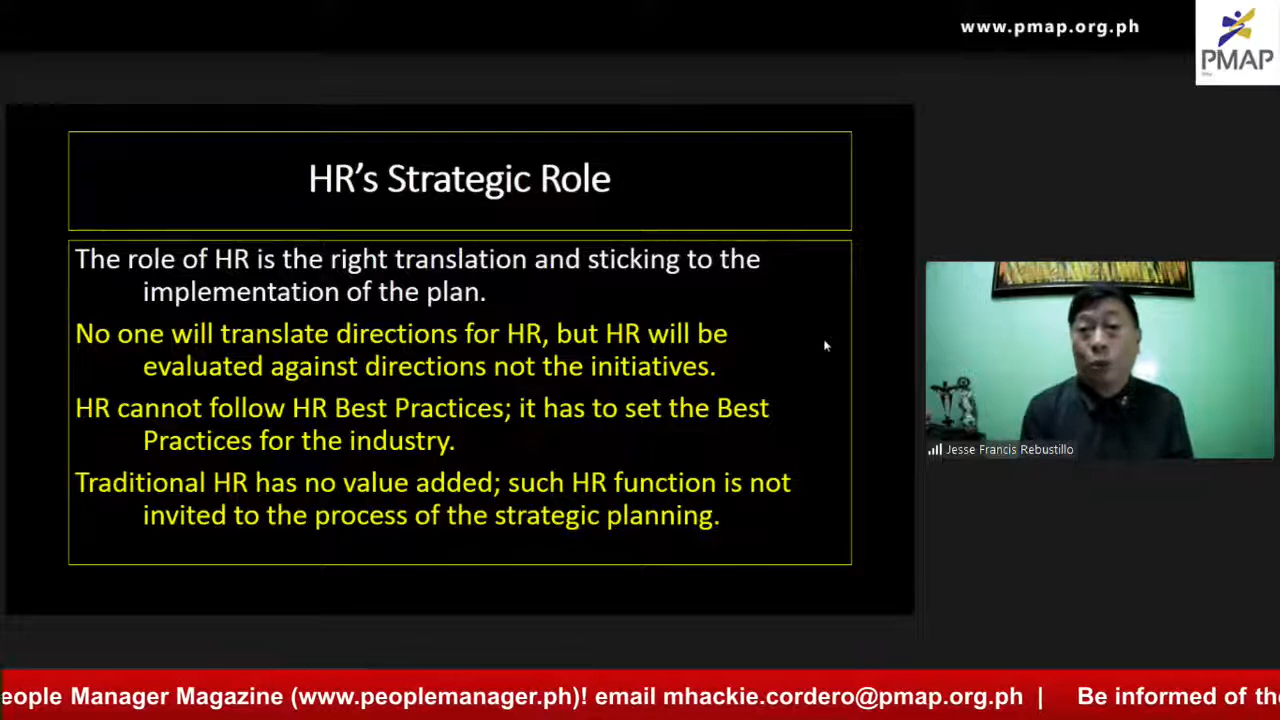 www.pmap.org.ph
PMAP
HR's Strategic Role
The role of HR is the right translation and sticking to the
implementation of the plan.
No one will translate directions for HR, but HR will be
evaluated against directions not the initiatives.
HR cannot follow HR Best Practices; it has to set the Best
Practices for the industry.
Traditional HR has no value added; such HR function is not
invited to the process of the strategic planning.
Jesse Francis Rebustillo
eople Manager Magazine (www.peoplemanager.ph)! email mhackie.cordero@pmap.org.ph | Be informed of the